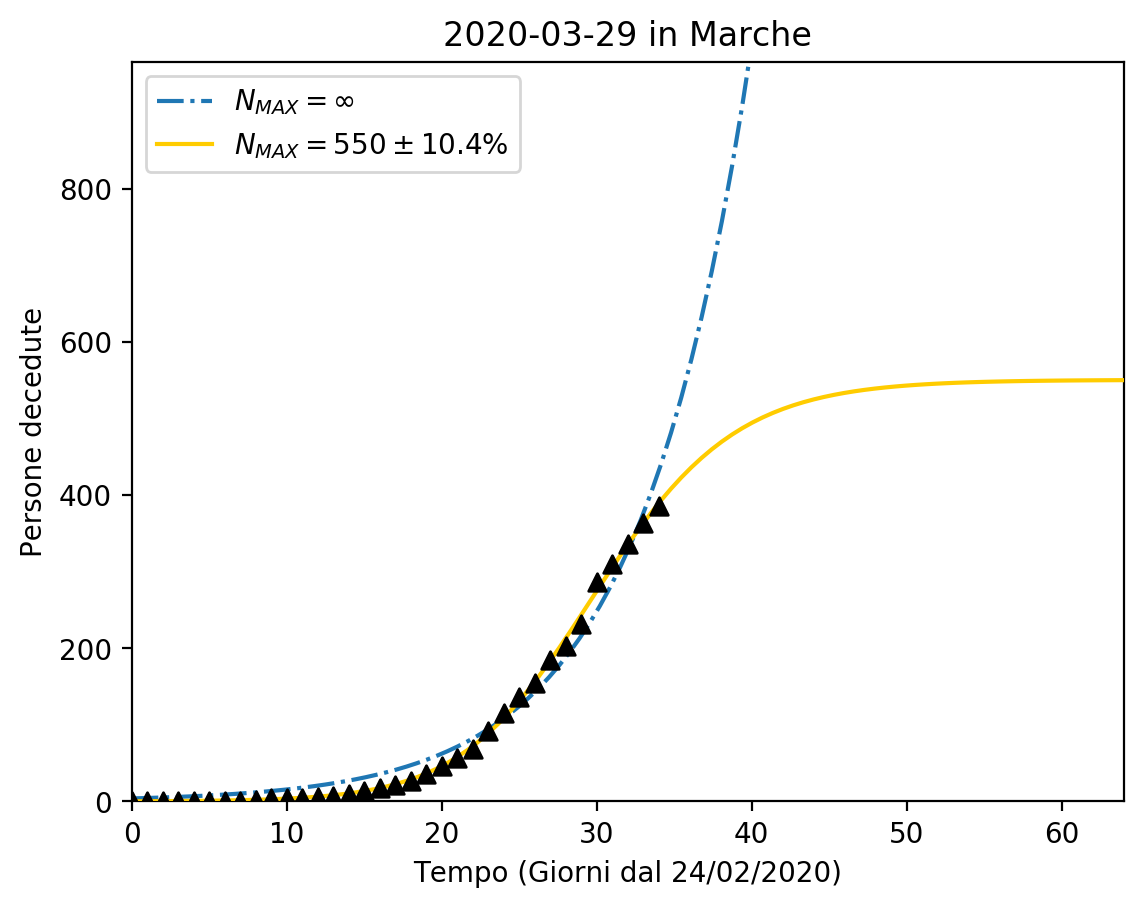 2020-03-29 in Marche
N_MAX = ∞
N_MAX = 550 ± 10.4%
800
600
400
200
0
Persone decedute
0 10 20 30 40 50 60
Tempo (Giorni dal 24/02/2020)